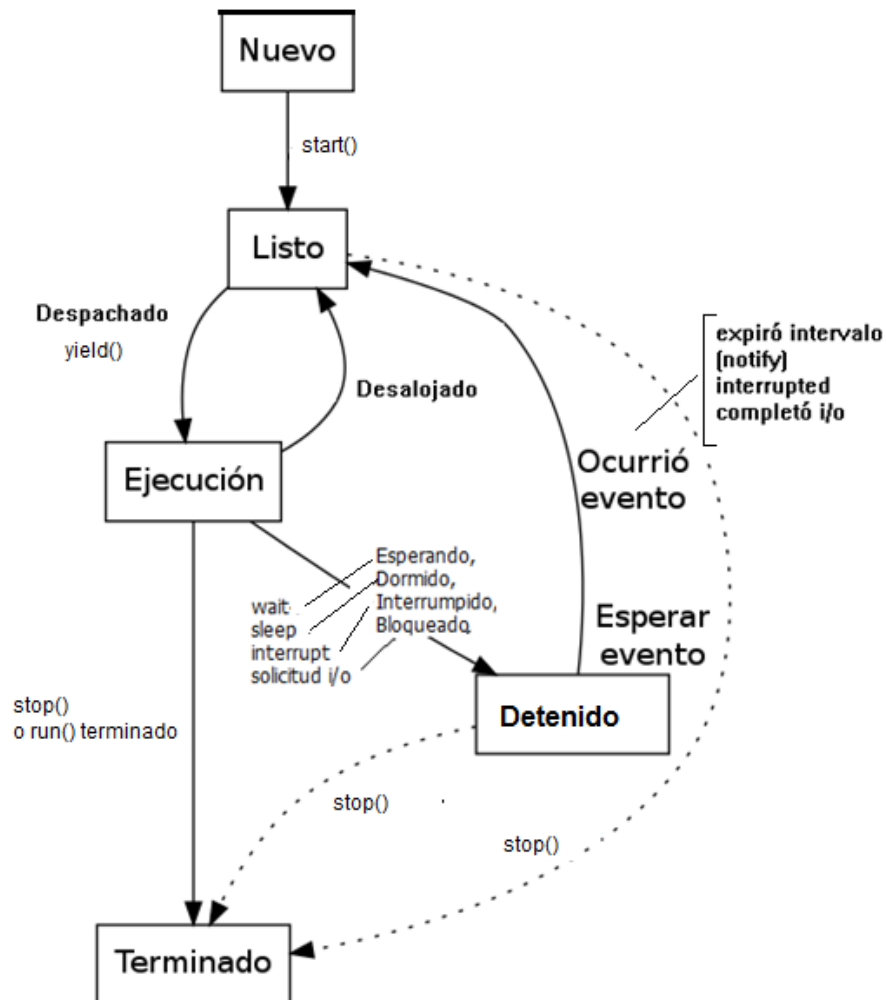 Nuevo
start()
Listo
Despachado
yield()
Desalojado
expiró intervalo
(notify)
interrupted
completó i/o
Ejecución
Ocurrió
evento
Esperando,
Dormido,
Interrumpido,
Bloqueado,
wait
sleep
interrupt
solicitud i/o
Esperar
evento
Detenido
stop()
o run() terminado
stop()
stop()
Terminado